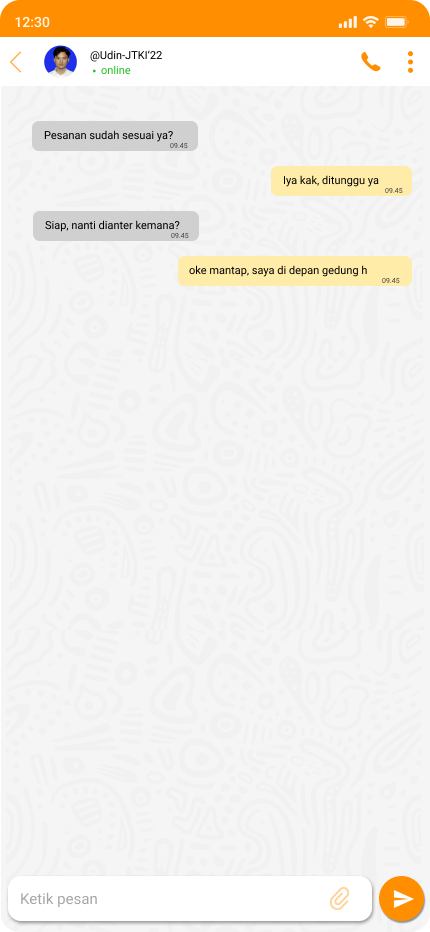 12:30
@Udin-JTKI'22
• online
Pesanan sudah sesuai ya?
09.45
Iya kak, ditunggu ya
09.45
Siap, nanti dianter kemana?
09.45
oke mantap, saya di depan gedung h
09.45
Ketik pesan